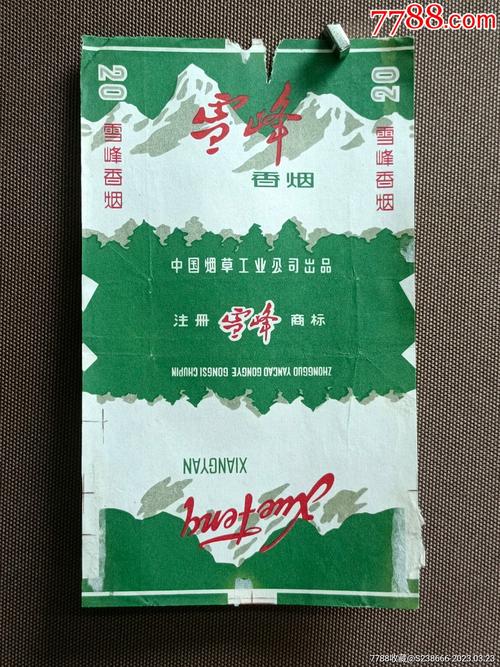 7788.com
20
20
雪峰
香烟
雪峰香烟
雪峰香烟
中国烟草工业公司出品
注册 雪峰 商标
ZHONGGUO YANCAO GONGYE GONGSI CHUPIN
XIANGYAN
XueFeng
7788收藏@S238666-2023.03.23